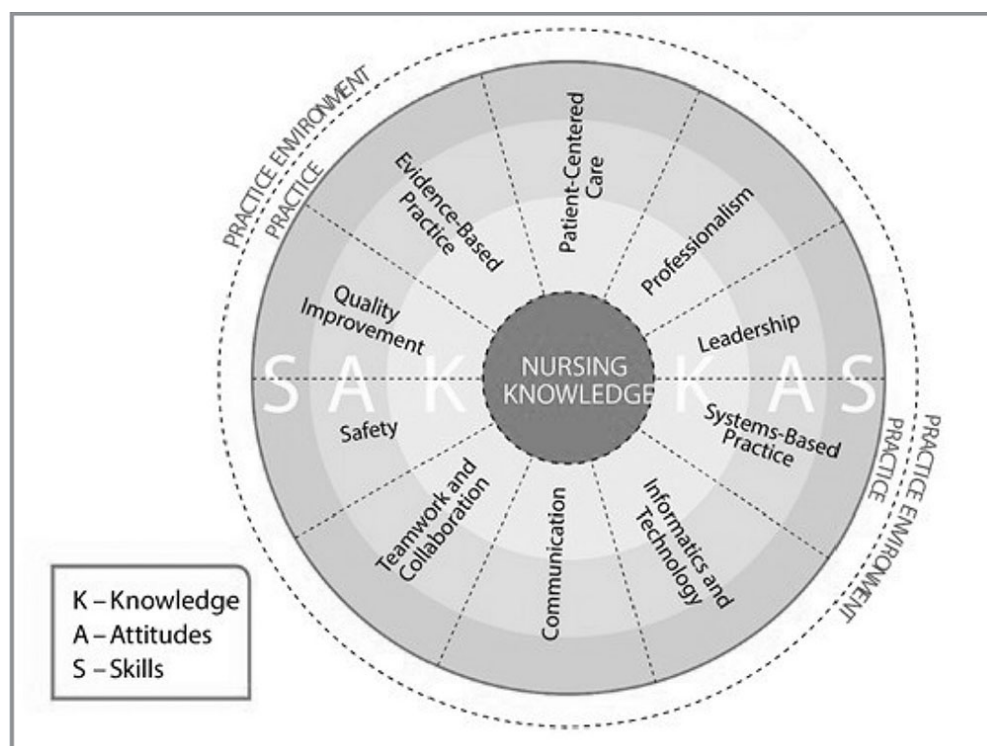 PRACTICE ENVIRONMENT
PRACTICE
Patient-Centered
Care
Professionalism
Leadership
Systems-Based
Practice
Informatics and
Technology
Communication
Teamwork and
Collaboration
Safety
Quality
Improvement
Evidence-Based
Practice
S A K
NURSING
KNOWLEDGE
K A S
PRACTICE
PRACTICE ENVIRONMENT
K – Knowledge
A – Attitudes
S – Skills